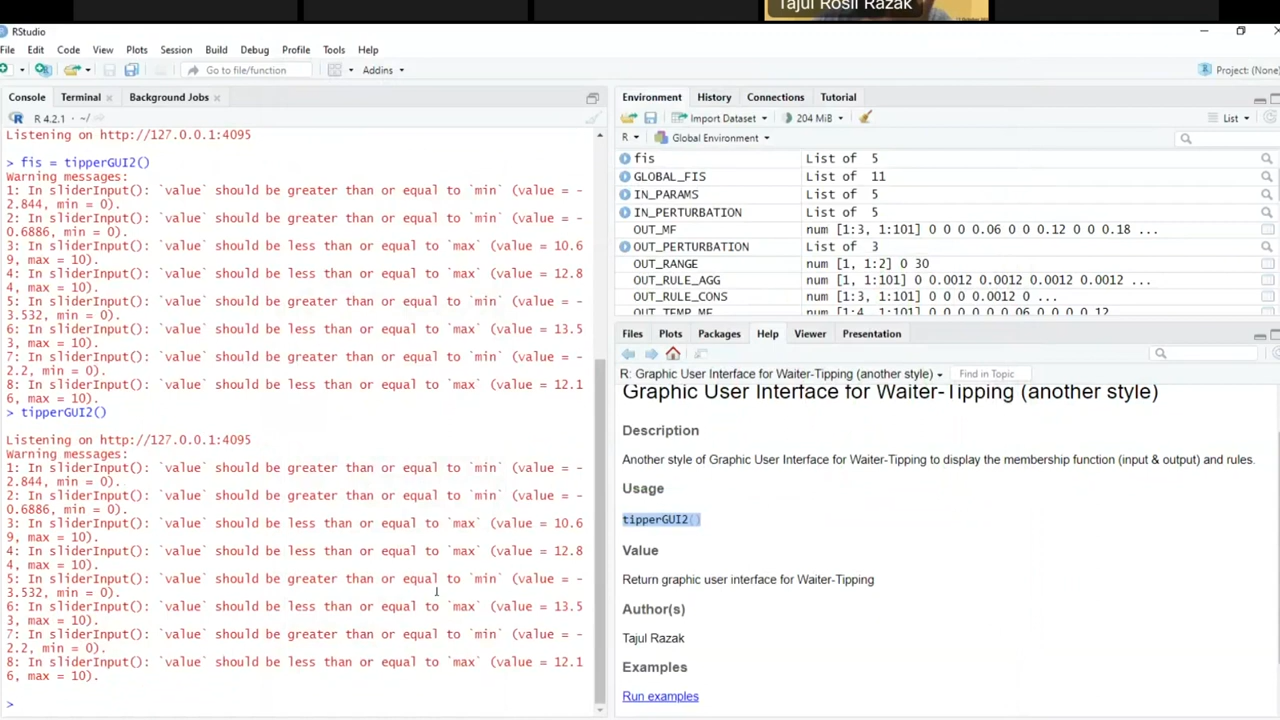 Tajul Rosli Razak
RStudio
File Edit Code View Plots Session Build Debug Profile Tools Help
Go to file/function Addins Project: (None)
Console Terminal Background Jobs
R 4.2.1 · ~/
Listening on http://127.0.0.1:4095
> fis = tipperGUI2()
Warning messages:
1: In sliderInput(): `value` should be greater than or equal to `min` (value = -
2.844, min = 0).
2: In sliderInput(): `value` should be greater than or equal to `min` (value = -
0.6886, min = 0).
3: In sliderInput(): `value` should be less than or equal to `max` (value = 10.6
9, max = 10).
4: In sliderInput(): `value` should be less than or equal to `max` (value = 12.8
4, max = 10).
5: In sliderInput(): `value` should be greater than or equal to `min` (value = -
3.532, min = 0).
6: In sliderInput(): `value` should be less than or equal to `max` (value = 13.5
3, max = 10).
7: In sliderInput(): `value` should be greater than or equal to `min` (value = -
2.2, min = 0).
8: In sliderInput(): `value` should be less than or equal to `max` (value = 12.1
6, max = 10).
> tipperGUI2()
Listening on http://127.0.0.1:4095
Warning messages:
1: In sliderInput(): `value` should be greater than or equal to `min` (value = -
2.844, min = 0).
2: In sliderInput(): `value` should be greater than or equal to `min` (value = -
0.6886, min = 0).
3: In sliderInput(): `value` should be less than or equal to `max` (value = 10.6
9, max = 10).
4: In sliderInput(): `value` should be less than or equal to `max` (value = 12.8
4, max = 10).
5: In sliderInput(): `value` should be greater than or equal to `min` (value = -
3.532, min = 0).
6: In sliderInput(): `value` should be less than or equal to `max` (value = 13.5
3, max = 10).
7: In sliderInput(): `value` should be greater than or equal to `min` (value = -
2.2, min = 0).
8: In sliderInput(): `value` should be less than or equal to `max` (value = 12.1
6, max = 10).
>
Environment History Connections Tutorial
Import Dataset 204 MiB List
R Global Environment
fis List of 5
GLOBAL_FIS List of 11
IN_PARAMS List of 5
IN_PERTURBATION List of 5
OUT_MF num [1:3, 1:101] 0 0 0 0.06 0 0 0.12 0 0 0.18 ...
OUT_PERTURBATION List of 3
OUT_RANGE num [1, 1:2] 0 30
OUT_RULE_AGG num [1, 1:101] 0 0.0012 0.0012 0.0012 0.0012 ...
OUT_RULE_CONS num [1:3, 1:101] 0 0 0 0.0012 0 ...
OUT_TEMP_MF num [1:4, 1:101] 0 0 0 0 0.06 0 0 0.12
Files Plots Packages Help Viewer Presentation
R: Graphic User Interface for Waiter-Tipping (another style) Find in Topic
Graphic User Interface for Waiter-Tipping (another style)
Description
Another style of Graphic User Interface for Waiter-Tipping to display the membership function (input & output) and rules.
Usage
tipperGUI2()
Value
Return graphic user interface for Waiter-Tipping
Author(s)
Tajul Razak
Examples
Run examples